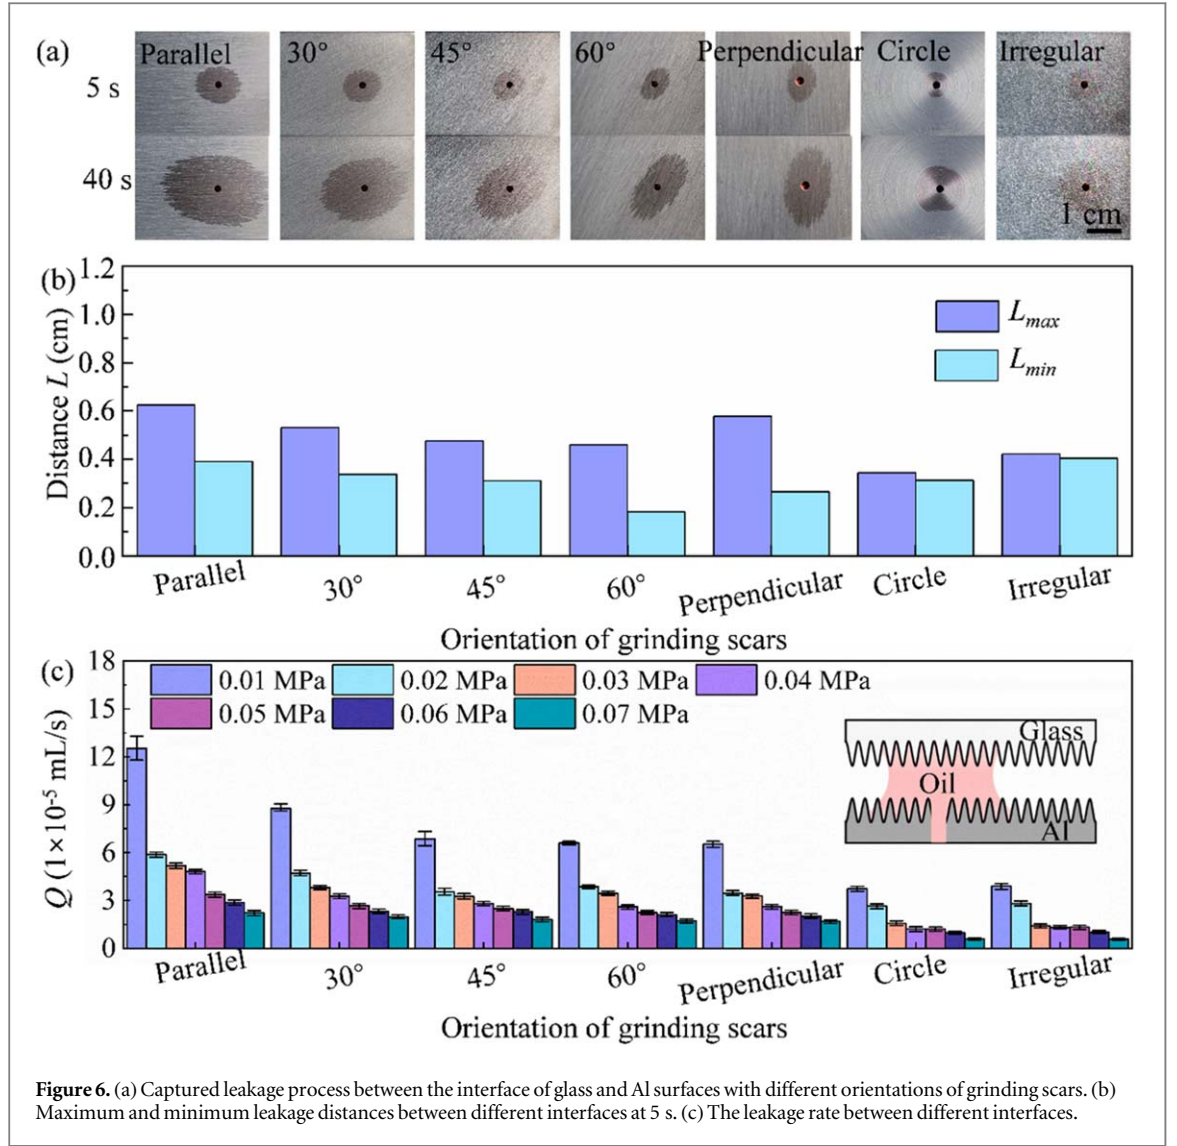 (a)
Parallel 30° 45° 60° Perpendicular Circle Irregular
5 s
40 s
1 cm
(b)
1.2
1.0
0.8
0.6
0.4
0.2
0.0
Distance L (cm)
Lmax
Lmin
Parallel 30° 45° 60° Perpendicular Circle Irregular
Orientation of grinding scars
(c)
18
15
12
9
6
3
0
Q (1×10-5 mL/s)
0.01 MPa 0.02 MPa 0.03 MPa 0.04 MPa
0.05 MPa 0.06 MPa 0.07 MPa
Glass
Oil
Al
Parallel 30° 45° 60° Perpendicular Circle Irregular
Orientation of grinding scars
Figure 6. (a) Captured leakage process between the interface of glass and Al surfaces with different orientations of grinding scars. (b)
Maximum and minimum leakage distances between different interfaces at 5 s. (c) The leakage rate between different interfaces.